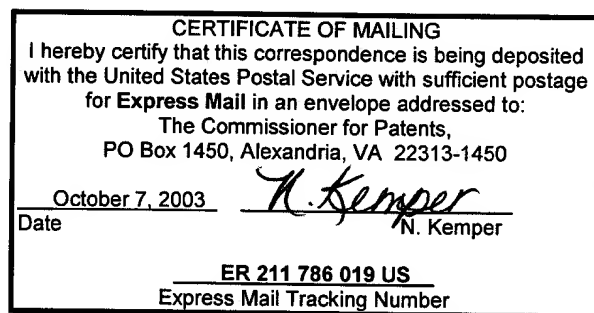 CERTIFICATE OF MAILING
I hereby certify that this correspondence is being deposited
with the United States Postal Service with sufficient postage
for Express Mail in an envelope addressed to:
The Commissioner for Patents,
PO Box 1450, Alexandria, VA 22313-1450
October 7, 2003 N. Kemper
Date N. Kemper
ER 211 786 019 US
Express Mail Tracking Number